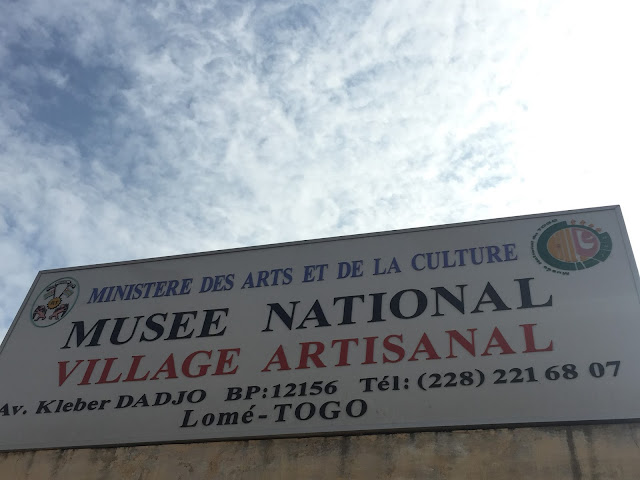 MINISTERE DES ARTS ET DE LA CULTURE
MUSEE NATIONAL
VILLAGE ARTISANAL
Av. Kleber DADJO BP:12156 Tél: (228) 221 68 07
Lomé-TOGO